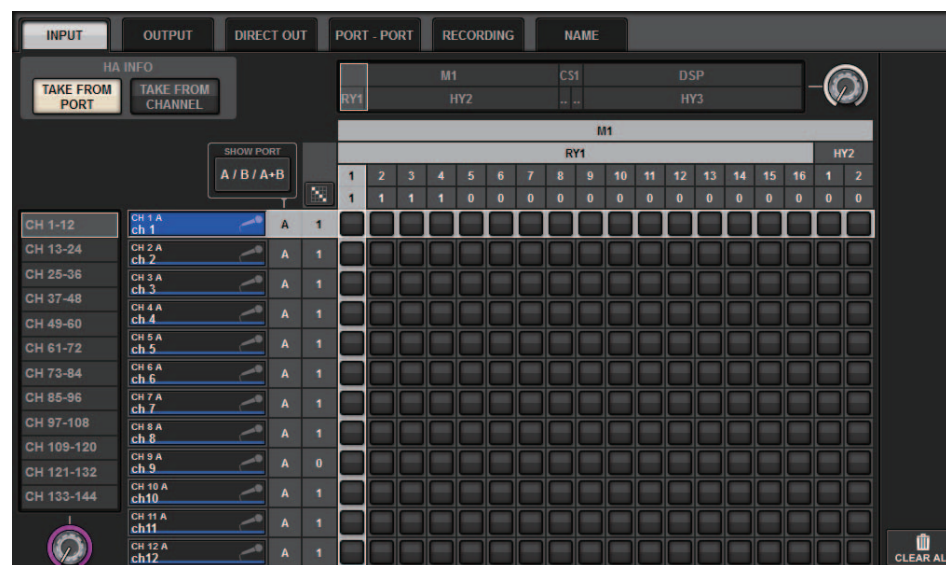 INPUT OUTPUT DIRECT OUT PORT - PORT RECORDING NAME
HA INFO
TAKE FROM PORT TAKE FROM CHANNEL
M1 CS1 DSP
RY1 HY2 .. .. HY3
M1
RY1 HY2
SHOW PORT
A / B / A+B
1 2 3 4 5 6 7 8 9 10 11 12 13 14 15 16 1 2
1 1 1 1 0 0 0 0 0 0 0 0 0 0 0 0 0 0
CH 1-12
CH 13-24
CH 25-36
CH 37-48
CH 49-60
CH 61-72
CH 73-84
CH 85-96
CH 97-108
CH 109-120
CH 121-132
CH 133-144
CH 1 A
ch 1 A 1
CH 2 A
ch 2 A 1
CH 3 A
ch 3 A 1
CH 4 A
ch 4 A 1
CH 5 A
ch 5 A 1
CH 6 A
ch 6 A 1
CH 7 A
ch 7 A 1
CH 8 A
ch 8 A 1
CH 9 A
ch 9 A 0
CH 10 A
ch10 A 1
CH 11 A
ch11 A 1
CH 12 A
ch12 A 1
CLEAR AL